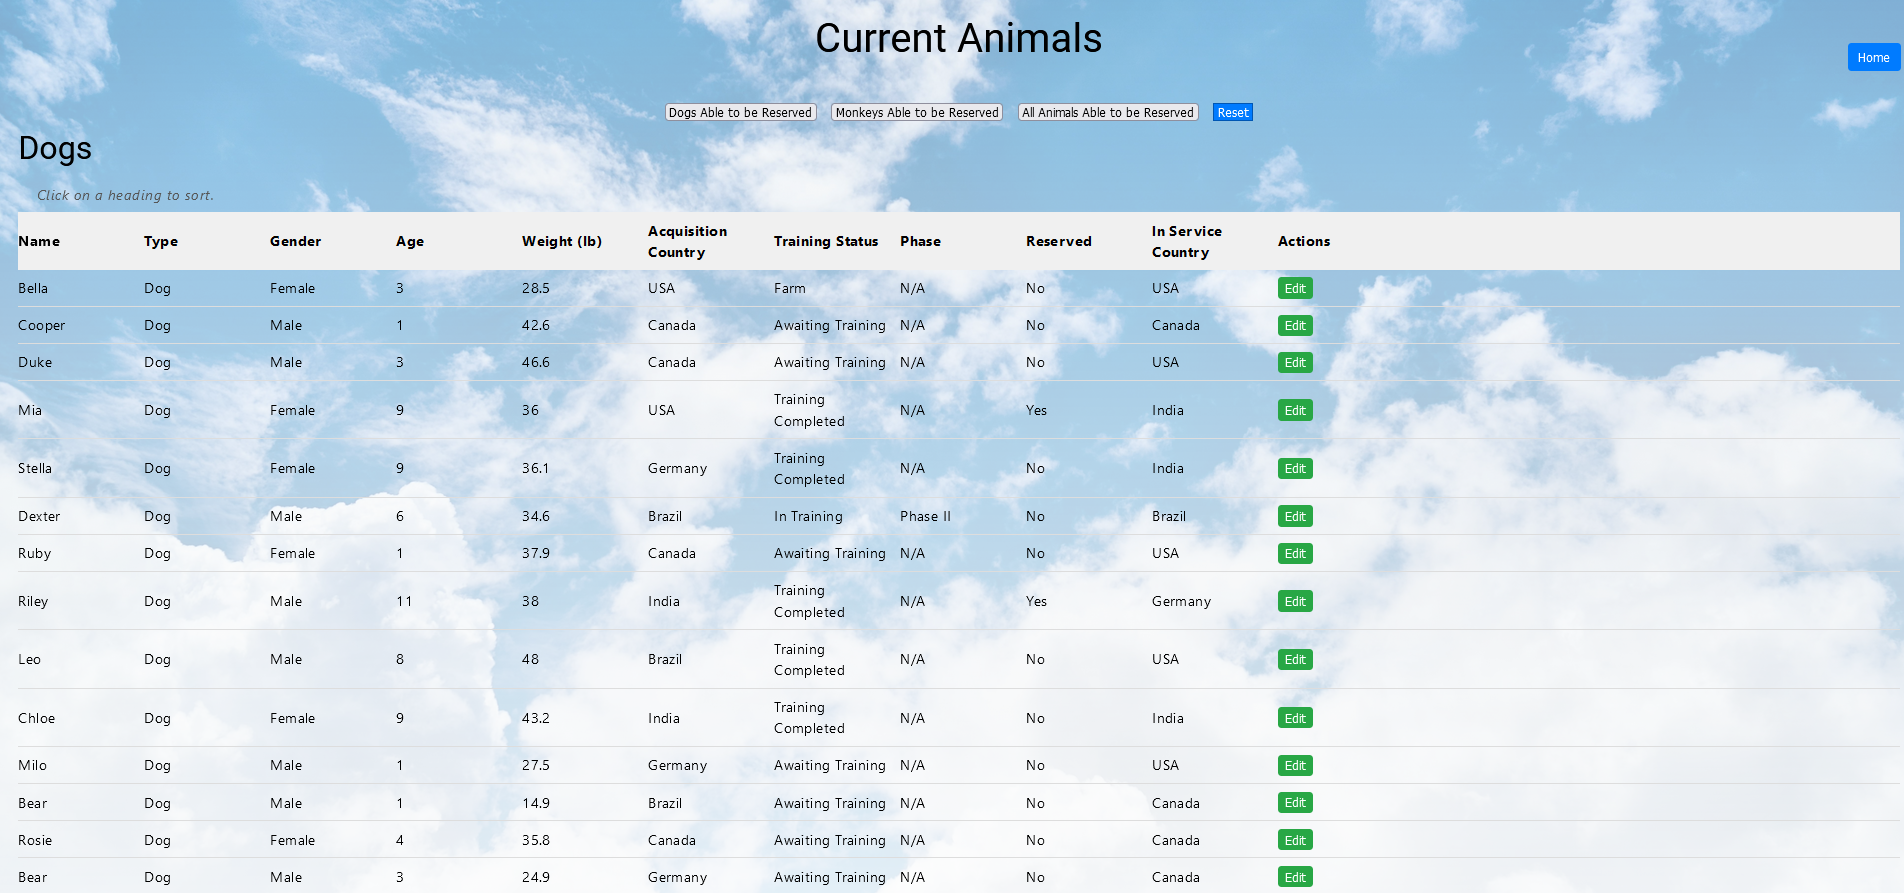 Current Animals
Home
Dogs Able to be Reserved Monkeys Able to be Reserved All Animals Able to be Reserved Reset
Dogs
Click on a heading to sort.
Name Type Gender Age Weight (lb) Acquisition Country Training Status Phase Reserved In Service Country Actions
Bella Dog Female 3 28.5 USA Farm N/A No USA Edit
Cooper Dog Male 1 42.6 Canada Awaiting Training N/A No Canada Edit
Duke Dog Male 3 46.6 Canada Awaiting Training N/A No USA Edit
Mia Dog Female 9 36 USA Training Completed N/A Yes India Edit
Stella Dog Female 9 36.1 Germany Training Completed N/A No India Edit
Dexter Dog Male 6 34.6 Brazil In Training Phase II No Brazil Edit
Ruby Dog Female 1 37.9 Canada Awaiting Training N/A No USA Edit
Riley Dog Male 11 38 India Training Completed N/A Yes Germany Edit
Leo Dog Male 8 48 Brazil Training Completed N/A No USA Edit
Chloe Dog Female 9 43.2 India Training Completed N/A No India Edit
Milo Dog Male 1 27.5 Germany Awaiting Training N/A No USA Edit
Bear Dog Male 1 14.9 Brazil Awaiting Training N/A No Canada Edit
Rosie Dog Female 4 35.8 Canada Awaiting Training N/A No Canada Edit
Bear Dog Male 3 24.9 Germany Awaiting Training N/A No Canada Edit